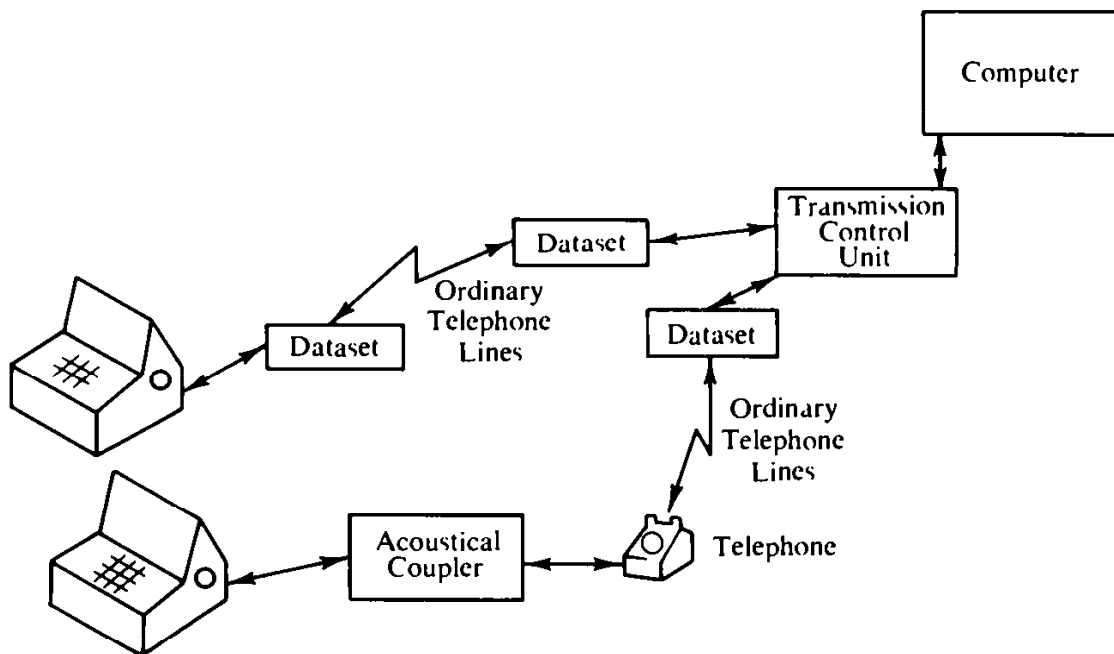 Computer
Transmission
Control
Unit
Dataset
Ordinary
Telephone
Lines
Dataset
Dataset
Ordinary
Telephone
Lines
Acoustical
Coupler
Telephone